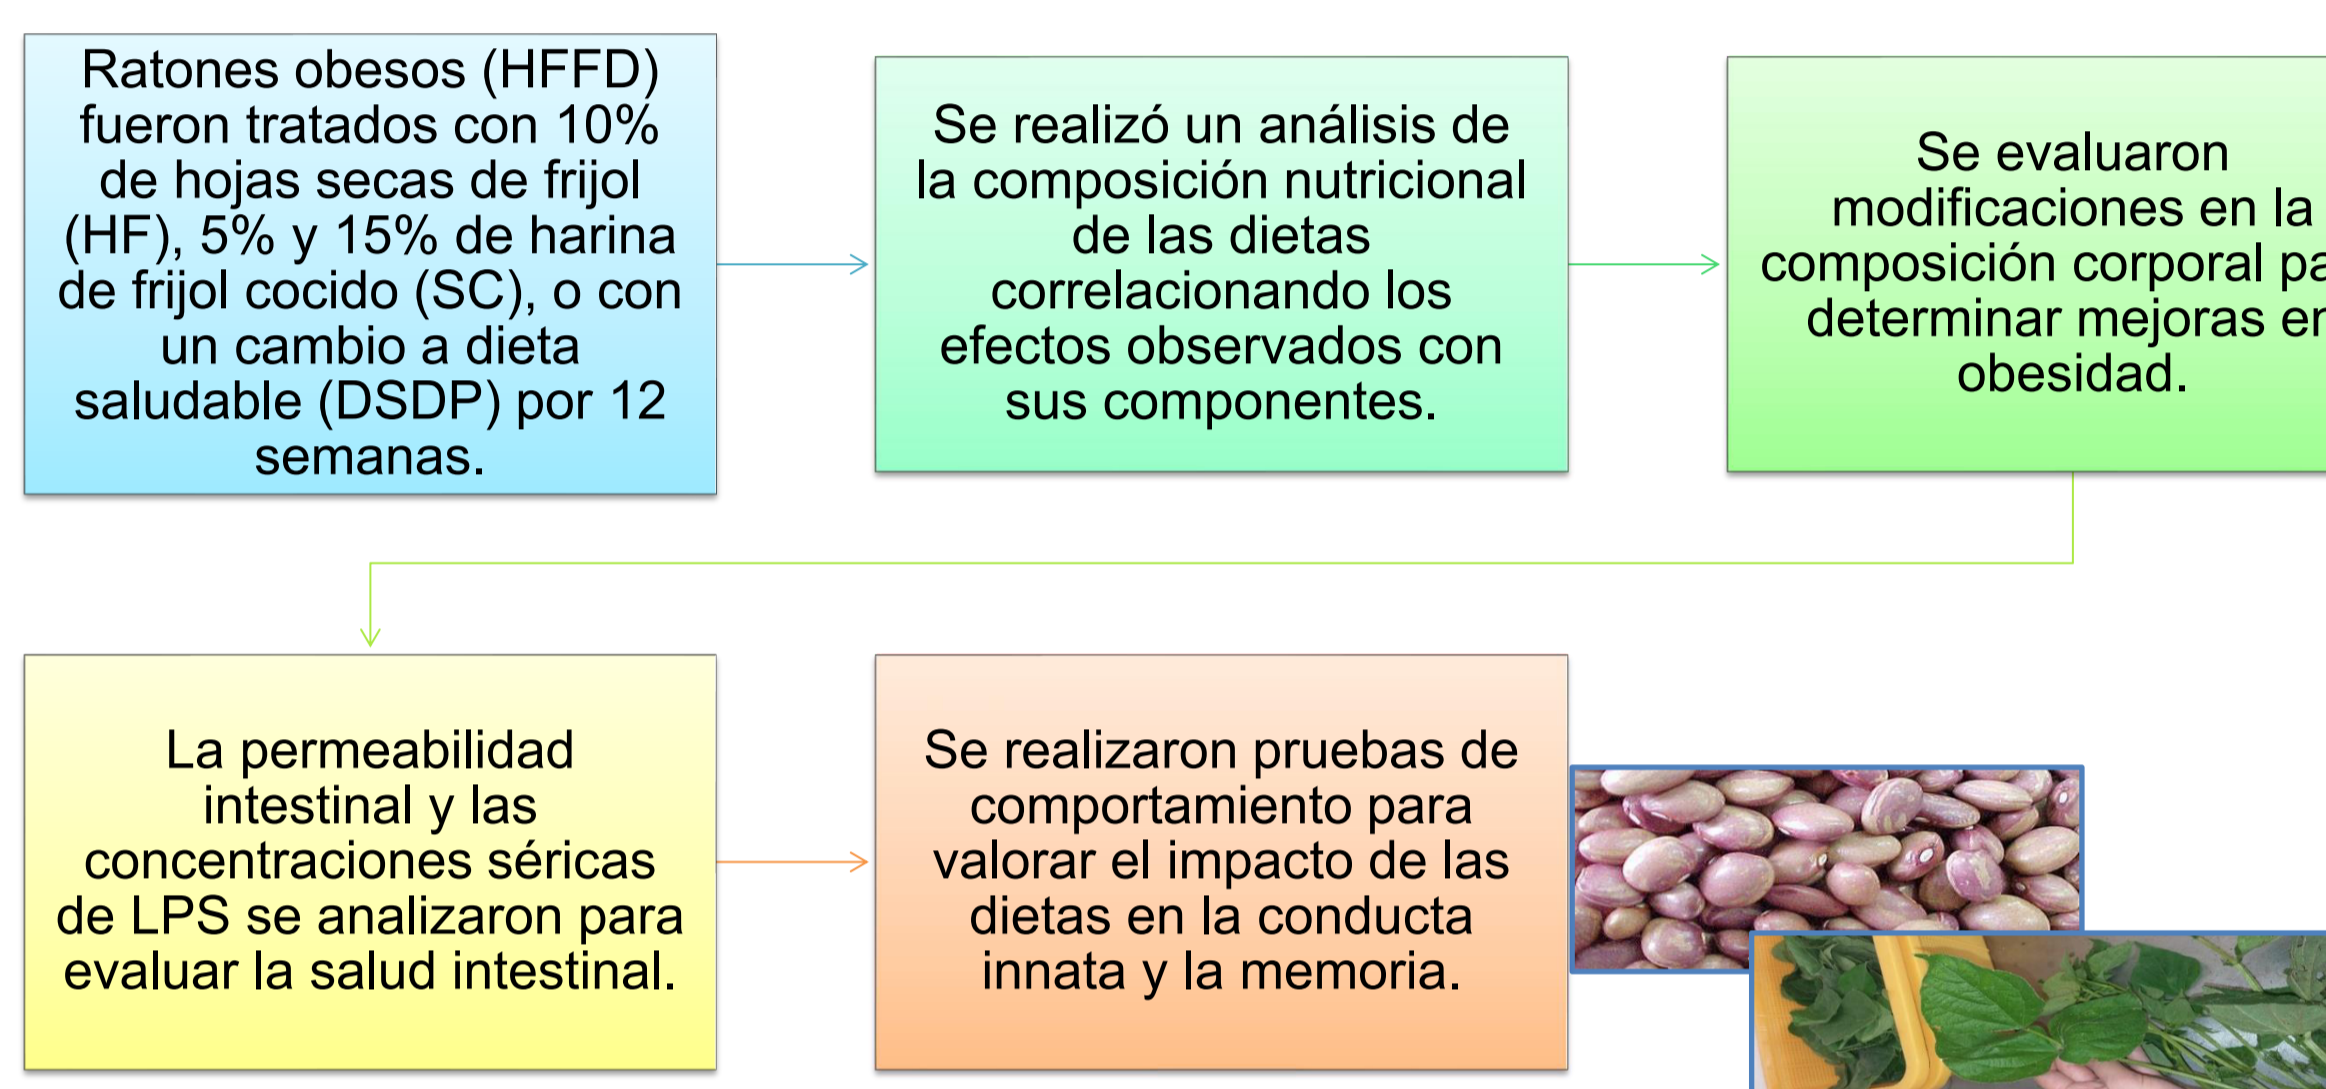 Ratones obesos (HFFD)
fueron tratados con 10%
de hojas secas de frijol
(HF), 5% y 15% de harina
de frijol cocido (SC), o con
un cambio a dieta
saludable (DSDP) por 12
semanas.
Se realizó un análisis de
la composición nutricional
de las dietas
correlacionando los
efectos observados con
sus componentes.
Se evaluaron
modificaciones en la
composición corporal
determinar mejoras
obesidad.
La permeabilidad
intestinal y las
concentraciones séricas
de LPS se analizaron para
evaluar la salud intestinal.
Se realizaron pruebas de
comportamiento para
valorar el impacto de las
dietas en la conducta
innata y la memoria.